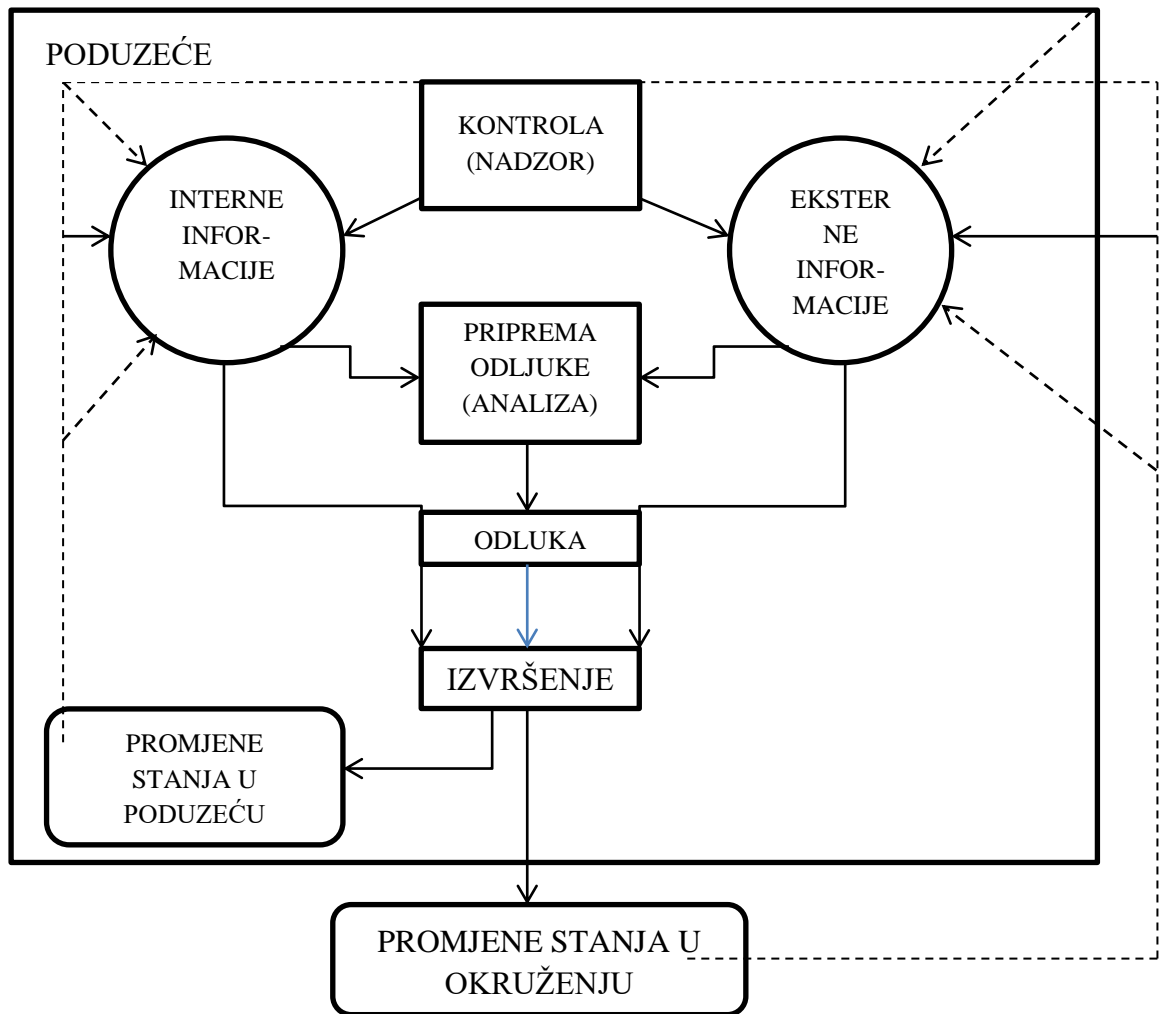 PODUZEĆE
KONTROLA
(NADZOR)
INTERNE
INFOR-
MACIJE
EKSTER
NE
INFOR-
MACIJE
PRIPREMA
ODLJUKE
(ANALIZA)
ODLUKA
IZVRŠENJE
PROMJENE
STANJA U
PODUZEĆU
PROMJENE STANJA U
OKRUŽENJU